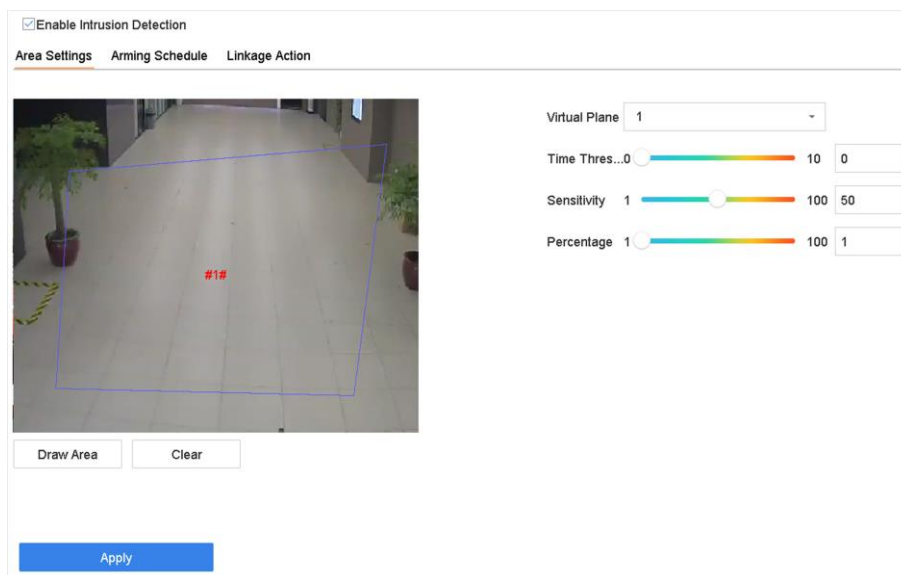 Enable Intrusion Detection
Area Settings Arming Schedule Linkage Action
Virtual Plane 1
Time Thres...0 10 0
Sensitivity 1 100 50
Percentage 1 100 1
#1#
Draw Area Clear
Apply